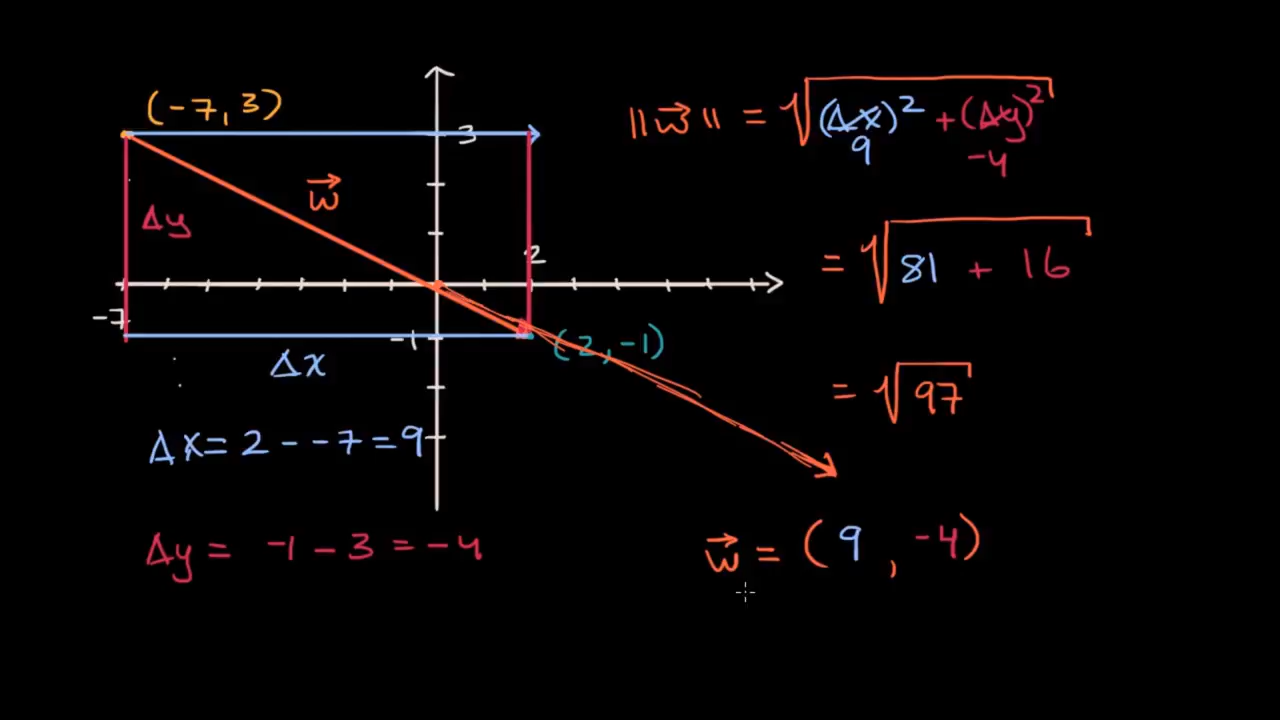 (-7, 3)
3
w⃗
Δy
2
-7
-1
(2, -1)
Δx
Δx = 2 - -7 = 9
Δy = -1 - 3 = -4
||w⃗|| = √(Δx)² + (Δy)²
9 -4
= √81 + 16
= √97
w⃗ = (9, -4)